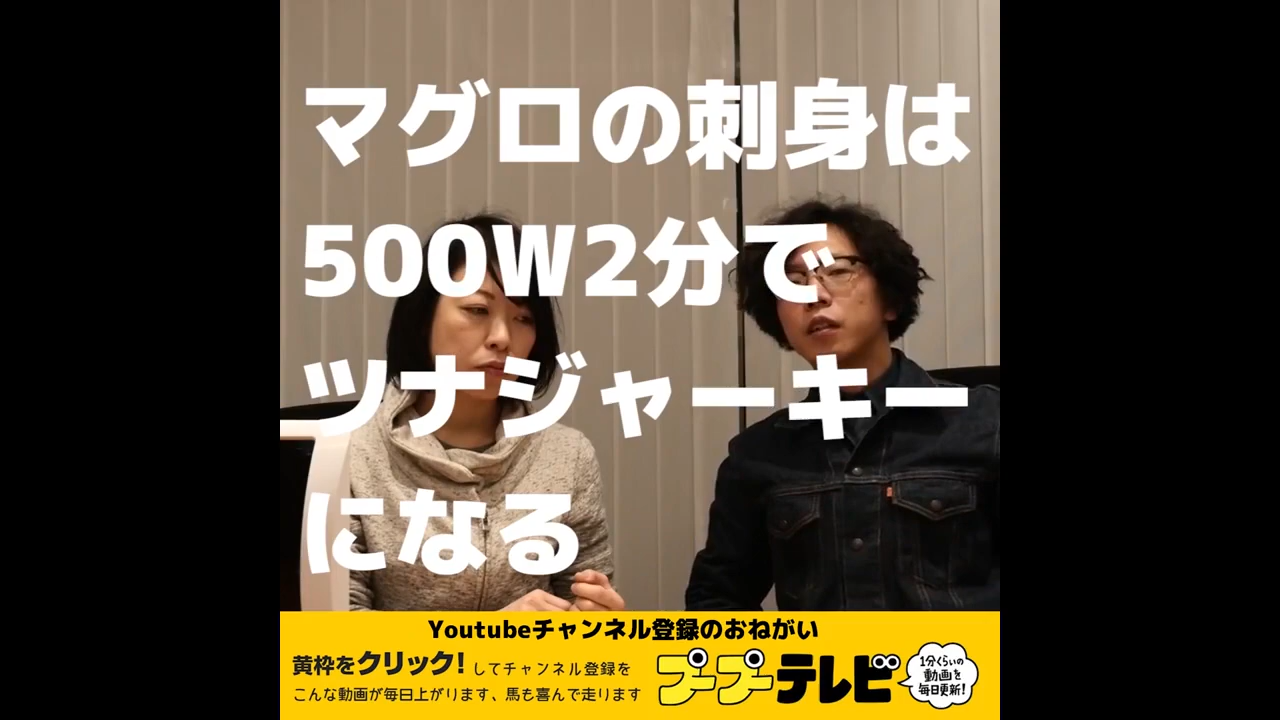 マグロの刺身は
500W2分で
ツナジャーキー
になる
Youtubeチャンネル登録のおねがい
黄枠をクリック!してチャンネル登録を
こんな動画が毎日上がります、馬も喜んで走ります
プープーテレビ
1分くらいの
動画を
毎日更新!